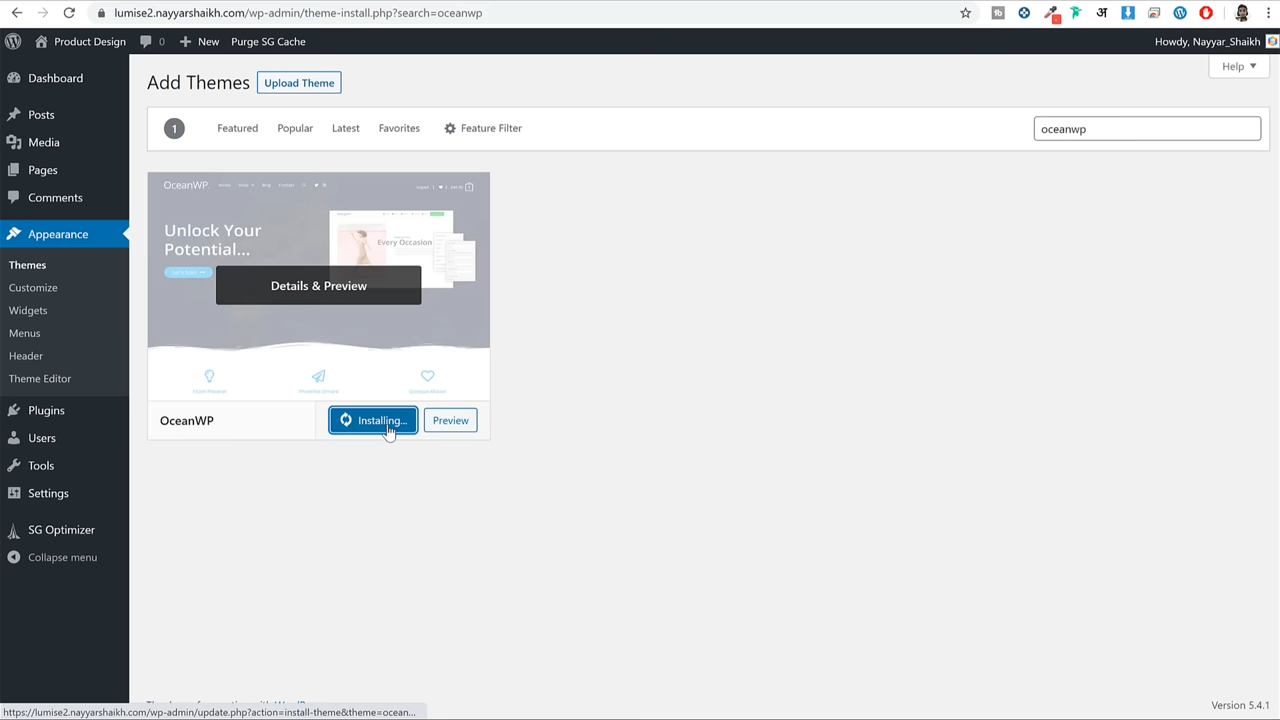 lumise2.nayyarshaikh.com/wp-admin/theme-install.php?search=oceanwp
Product Design
0
New
Purge SG Cache
Howdy, Nayyar_Shaikh
Dashboard
Posts
Media
Pages
Comments
Appearance
Themes
Customize
Widgets
Menus
Header
Theme Editor
Plugins
Users
Tools
Settings
SG Optimizer
Collapse menu
Add Themes
Upload Theme
Help
1
Featured
Popular
Latest
Favorites
Feature Filter
oceanwp
OceanWP
Home
Blog
Contact
Unlock Your
Potential...
Every Occasion
Details & Preview
OceanWP
Installing...
Preview
https://lumise2.nayyarshaikh.com/wp-admin/update.php?action=install-theme&theme=ocean...
Version 5.4.1